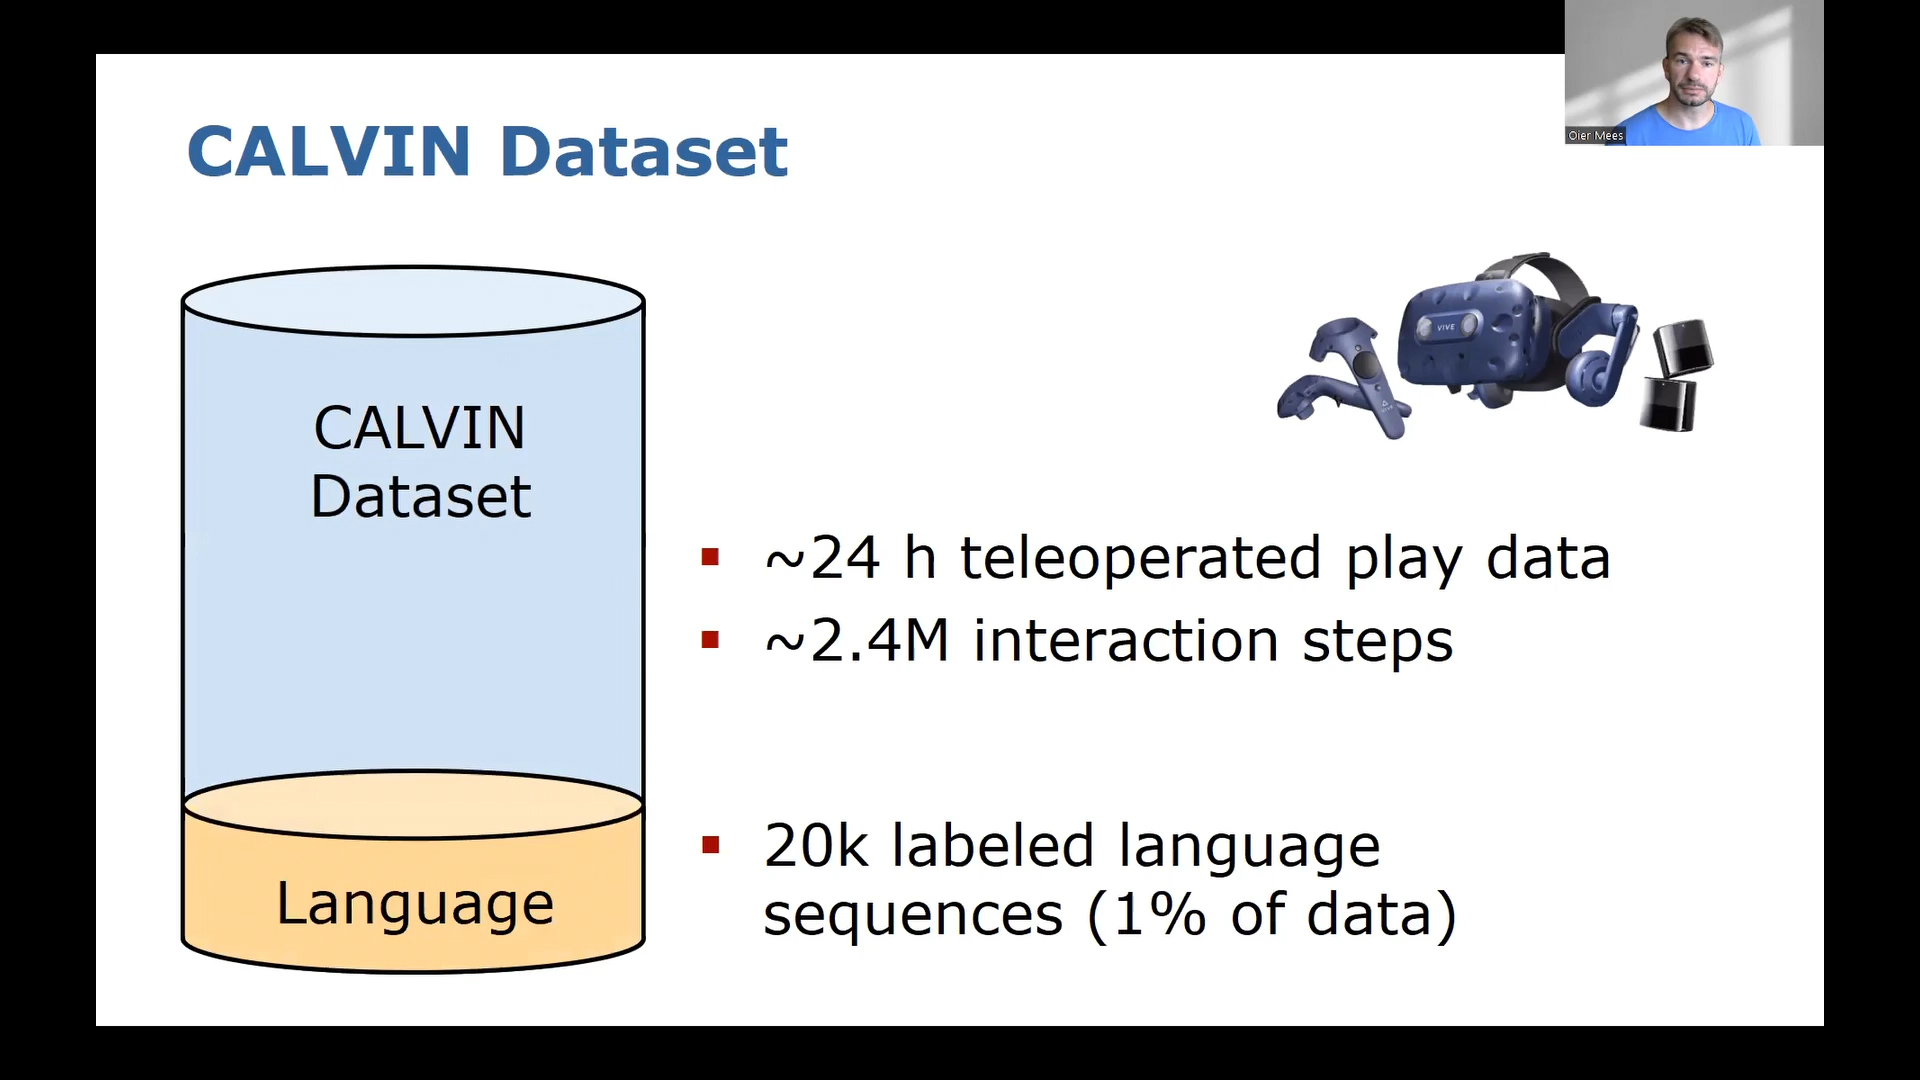 CALVIN Dataset
Oier Mees
VIVE
CALVIN
Dataset
▪ ~24 h teleoperated play data
▪ ~2.4M interaction steps
▪ 20k labeled language
sequences (1% of data)
Language